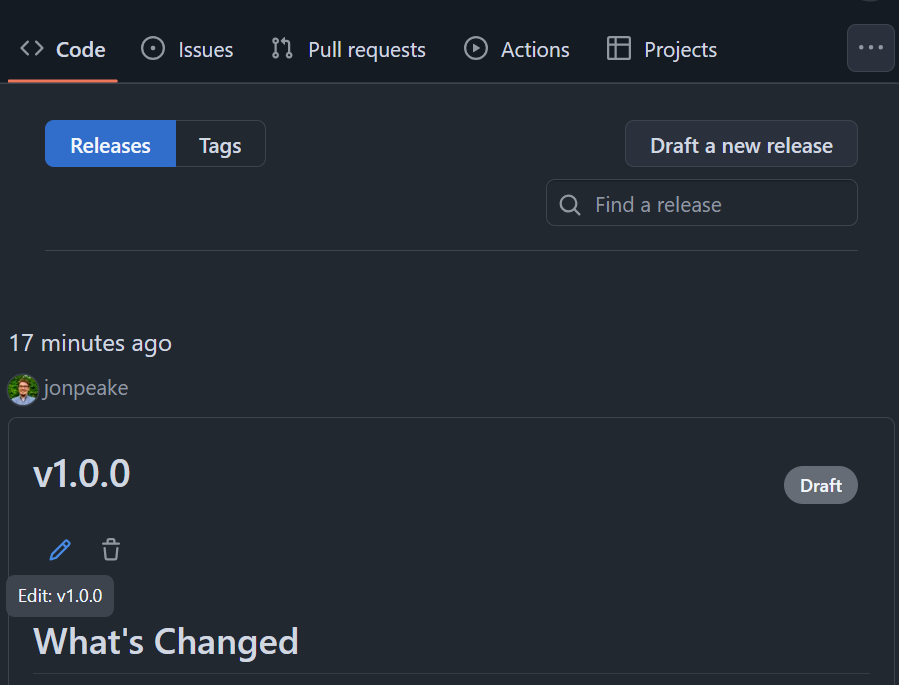 Code Issues Pull requests Actions Projects
Releases Tags Draft a new release
Find a release
17 minutes ago
jonpeake
v1.0.0
Draft
Edit: v1.0.0
What's Changed